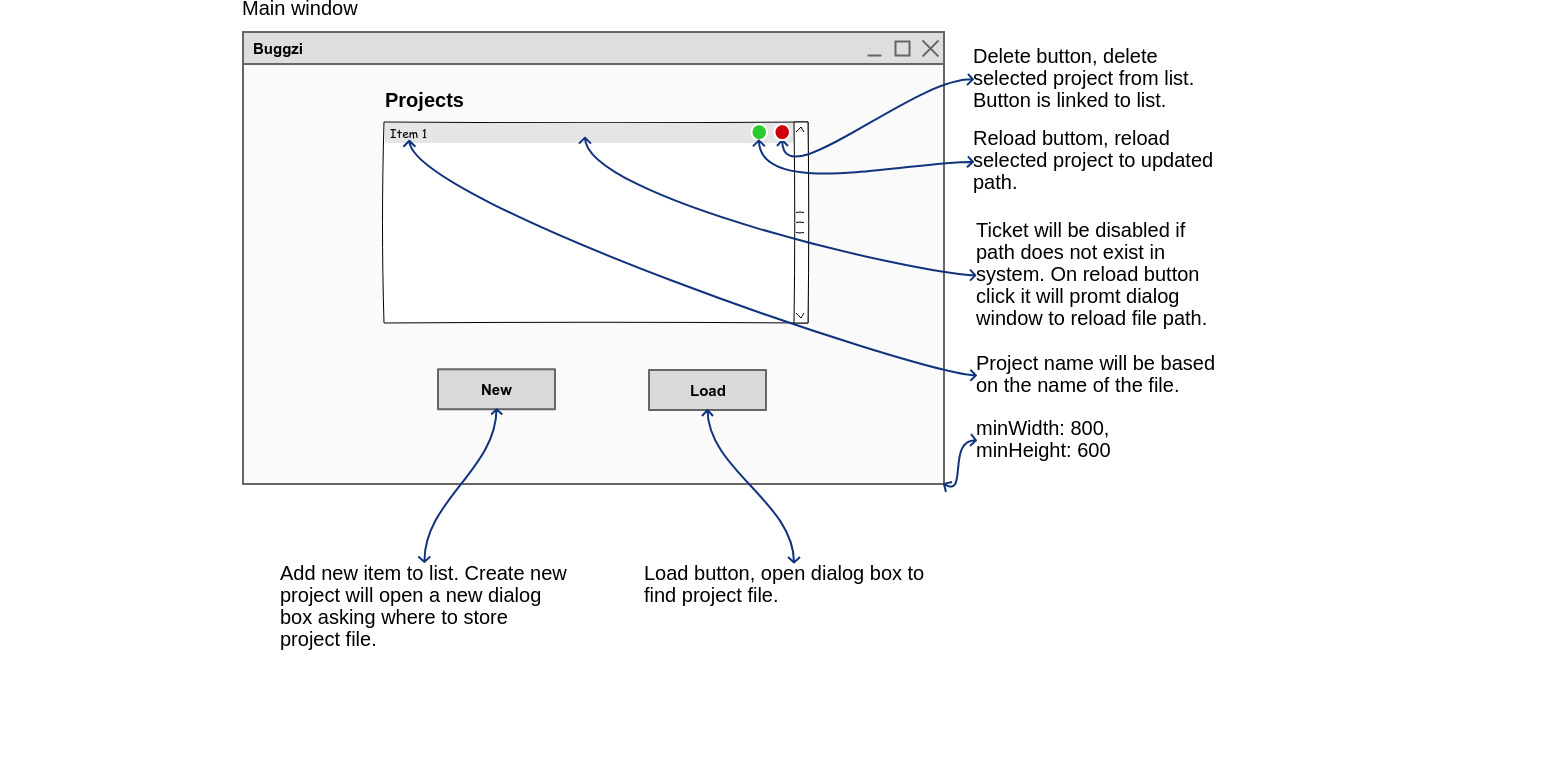 Main window
Buggzi
Projects
Item 1
New
Load
Delete button, delete
selected project from list.
Button is linked to list.
Reload buttom, reload
selected project to updated
path.
Ticket will be disabled if
path does not exist in
system. On reload button
click it will promt dialog
window to reload file path.
Project name will be based
on the name of the file.
minWidth: 800,
minHeight: 600
Add new item to list. Create new
project will open a new dialog
box asking where to store
project file.
Load button, open dialog box to
find project file.